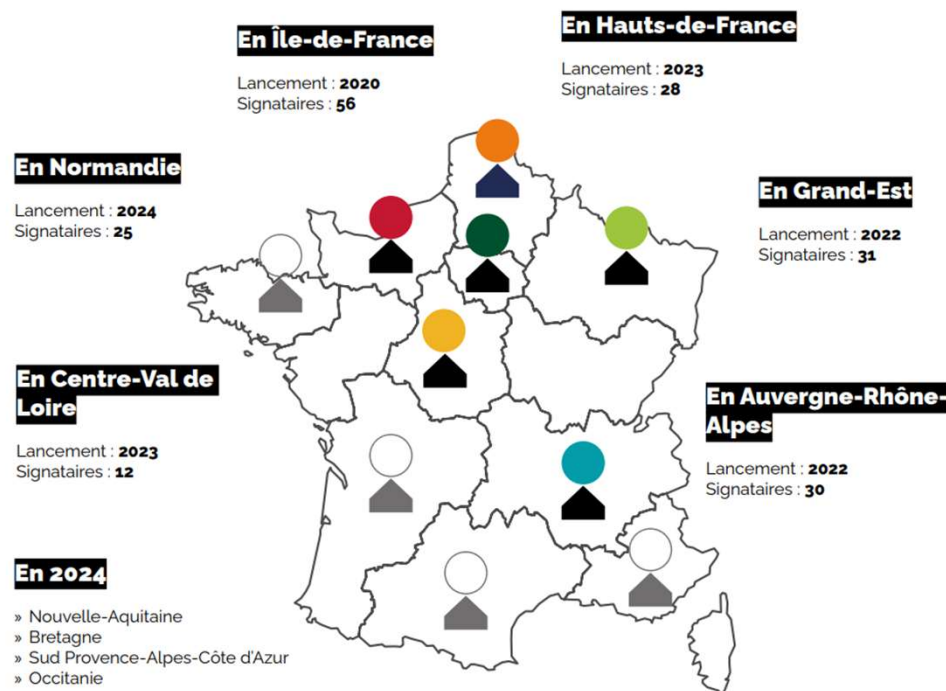 En Île-de-France
Lancement : 2020
Signataires : 56
En Hauts-de-France
Lancement : 2023
Signataires : 28
En Normandie
Lancement : 2024
Signataires : 25
En Grand-Est
Lancement : 2022
Signataires : 31
En Centre-Val de
Loire
Lancement : 2023
Signataires : 12
En Auvergne-Rhône-
Alpes
Lancement : 2022
Signataires : 30
En 2024
» Nouvelle-Aquitaine
» Bretagne
» Sud Provence-Alpes-Côte d'Azur
» Occitanie